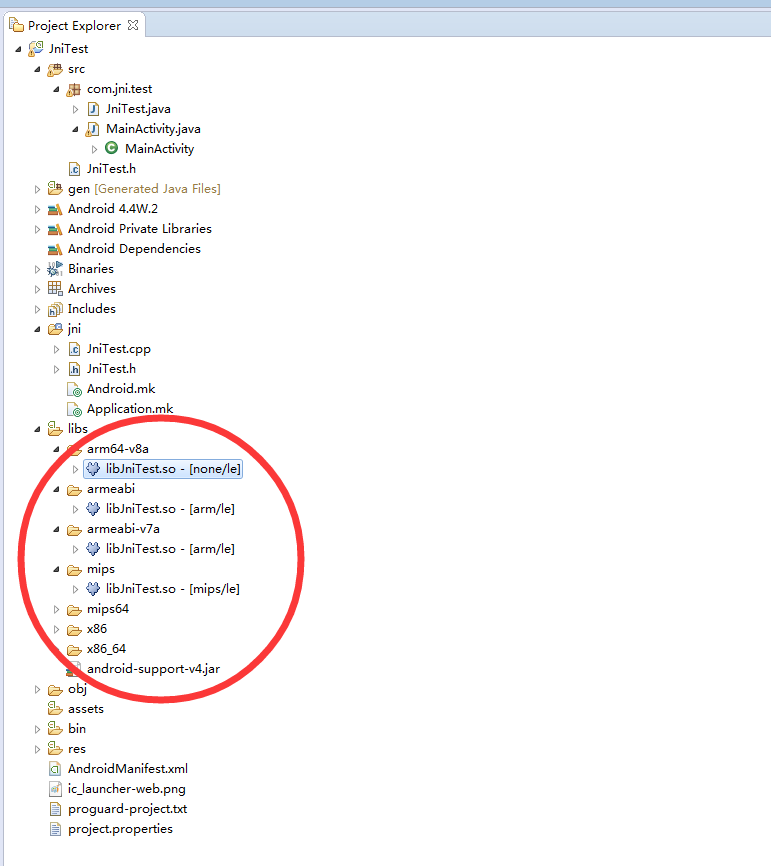 Project Explorer
JniTest
src
com.jni.test
JniTest.java
MainActivity.java
MainActivity
JniTest.h
gen [Generated Java Files]
Android 4.4W.2
Android Private Libraries
Android Dependencies
Binaries
Archives
Includes
jni
JniTest.cpp
JniTest.h
Android.mk
Application.mk
libs
arm64-v8a
libJniTest.so - [none/le]
armeabi
libJniTest.so - [arm/le]
armeabi-v7a
libJniTest.so - [arm/le]
mips
libJniTest.so - [mips/le]
mips64
x86
x86_64
android-support-v4.jar
obj
assets
bin
res
AndroidManifest.xml
ic_launcher-web.png
proguard-project.txt
project.properties